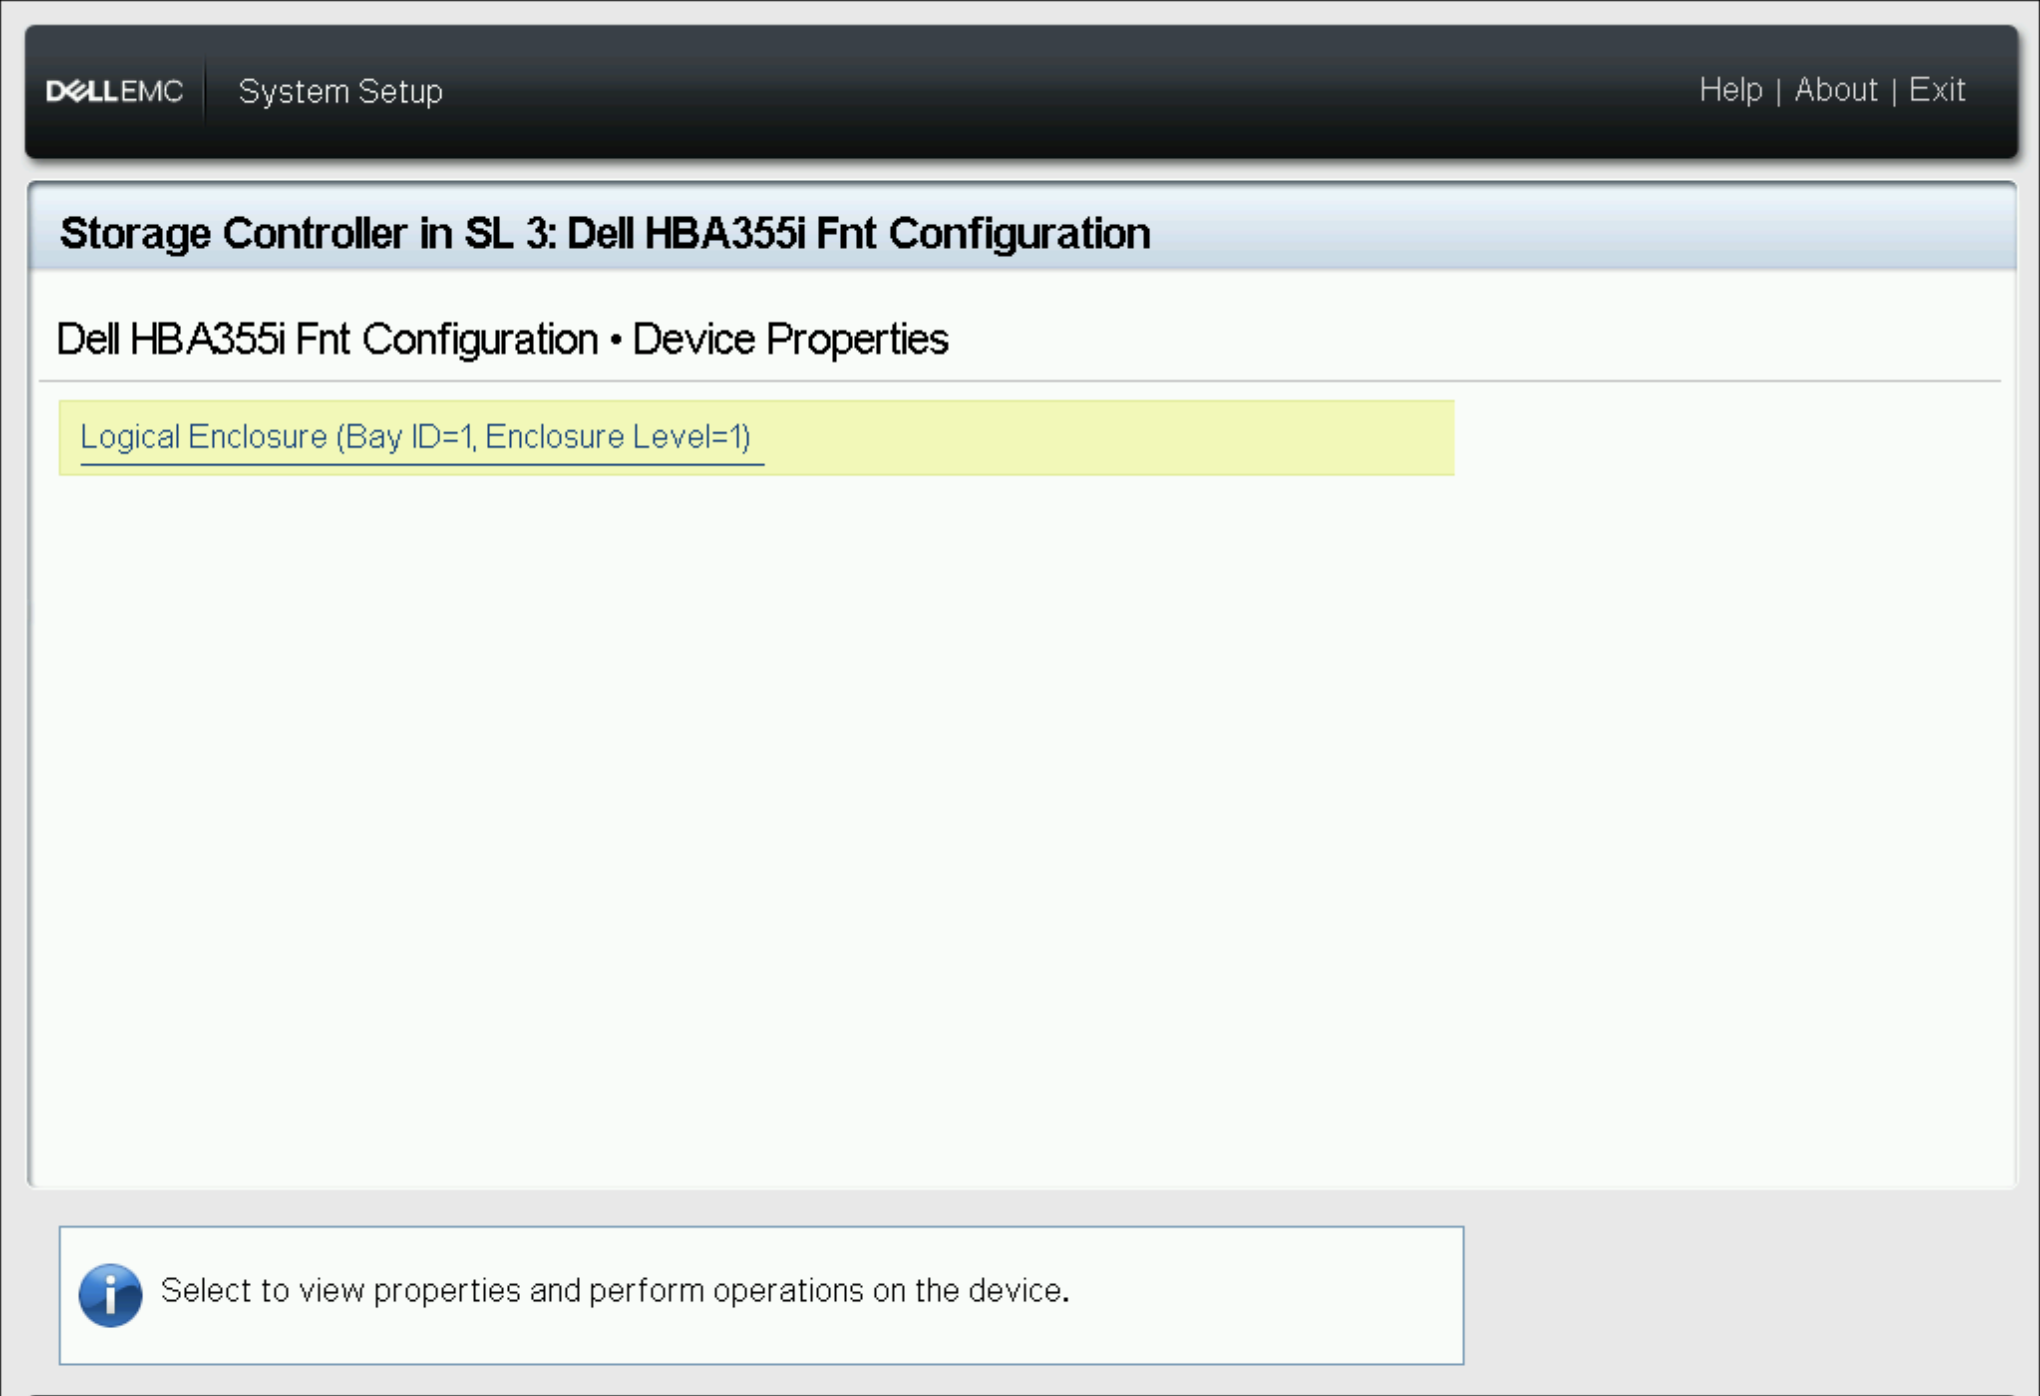 DELLEMC System Setup Help | About | Exit
Storage Controller in SL 3: Dell HBA355i Fnt Configuration
Dell HBA355i Fnt Configuration • Device Properties
Logical Enclosure (Bay ID=1, Enclosure Level=1)
Select to view properties and perform operations on the device.